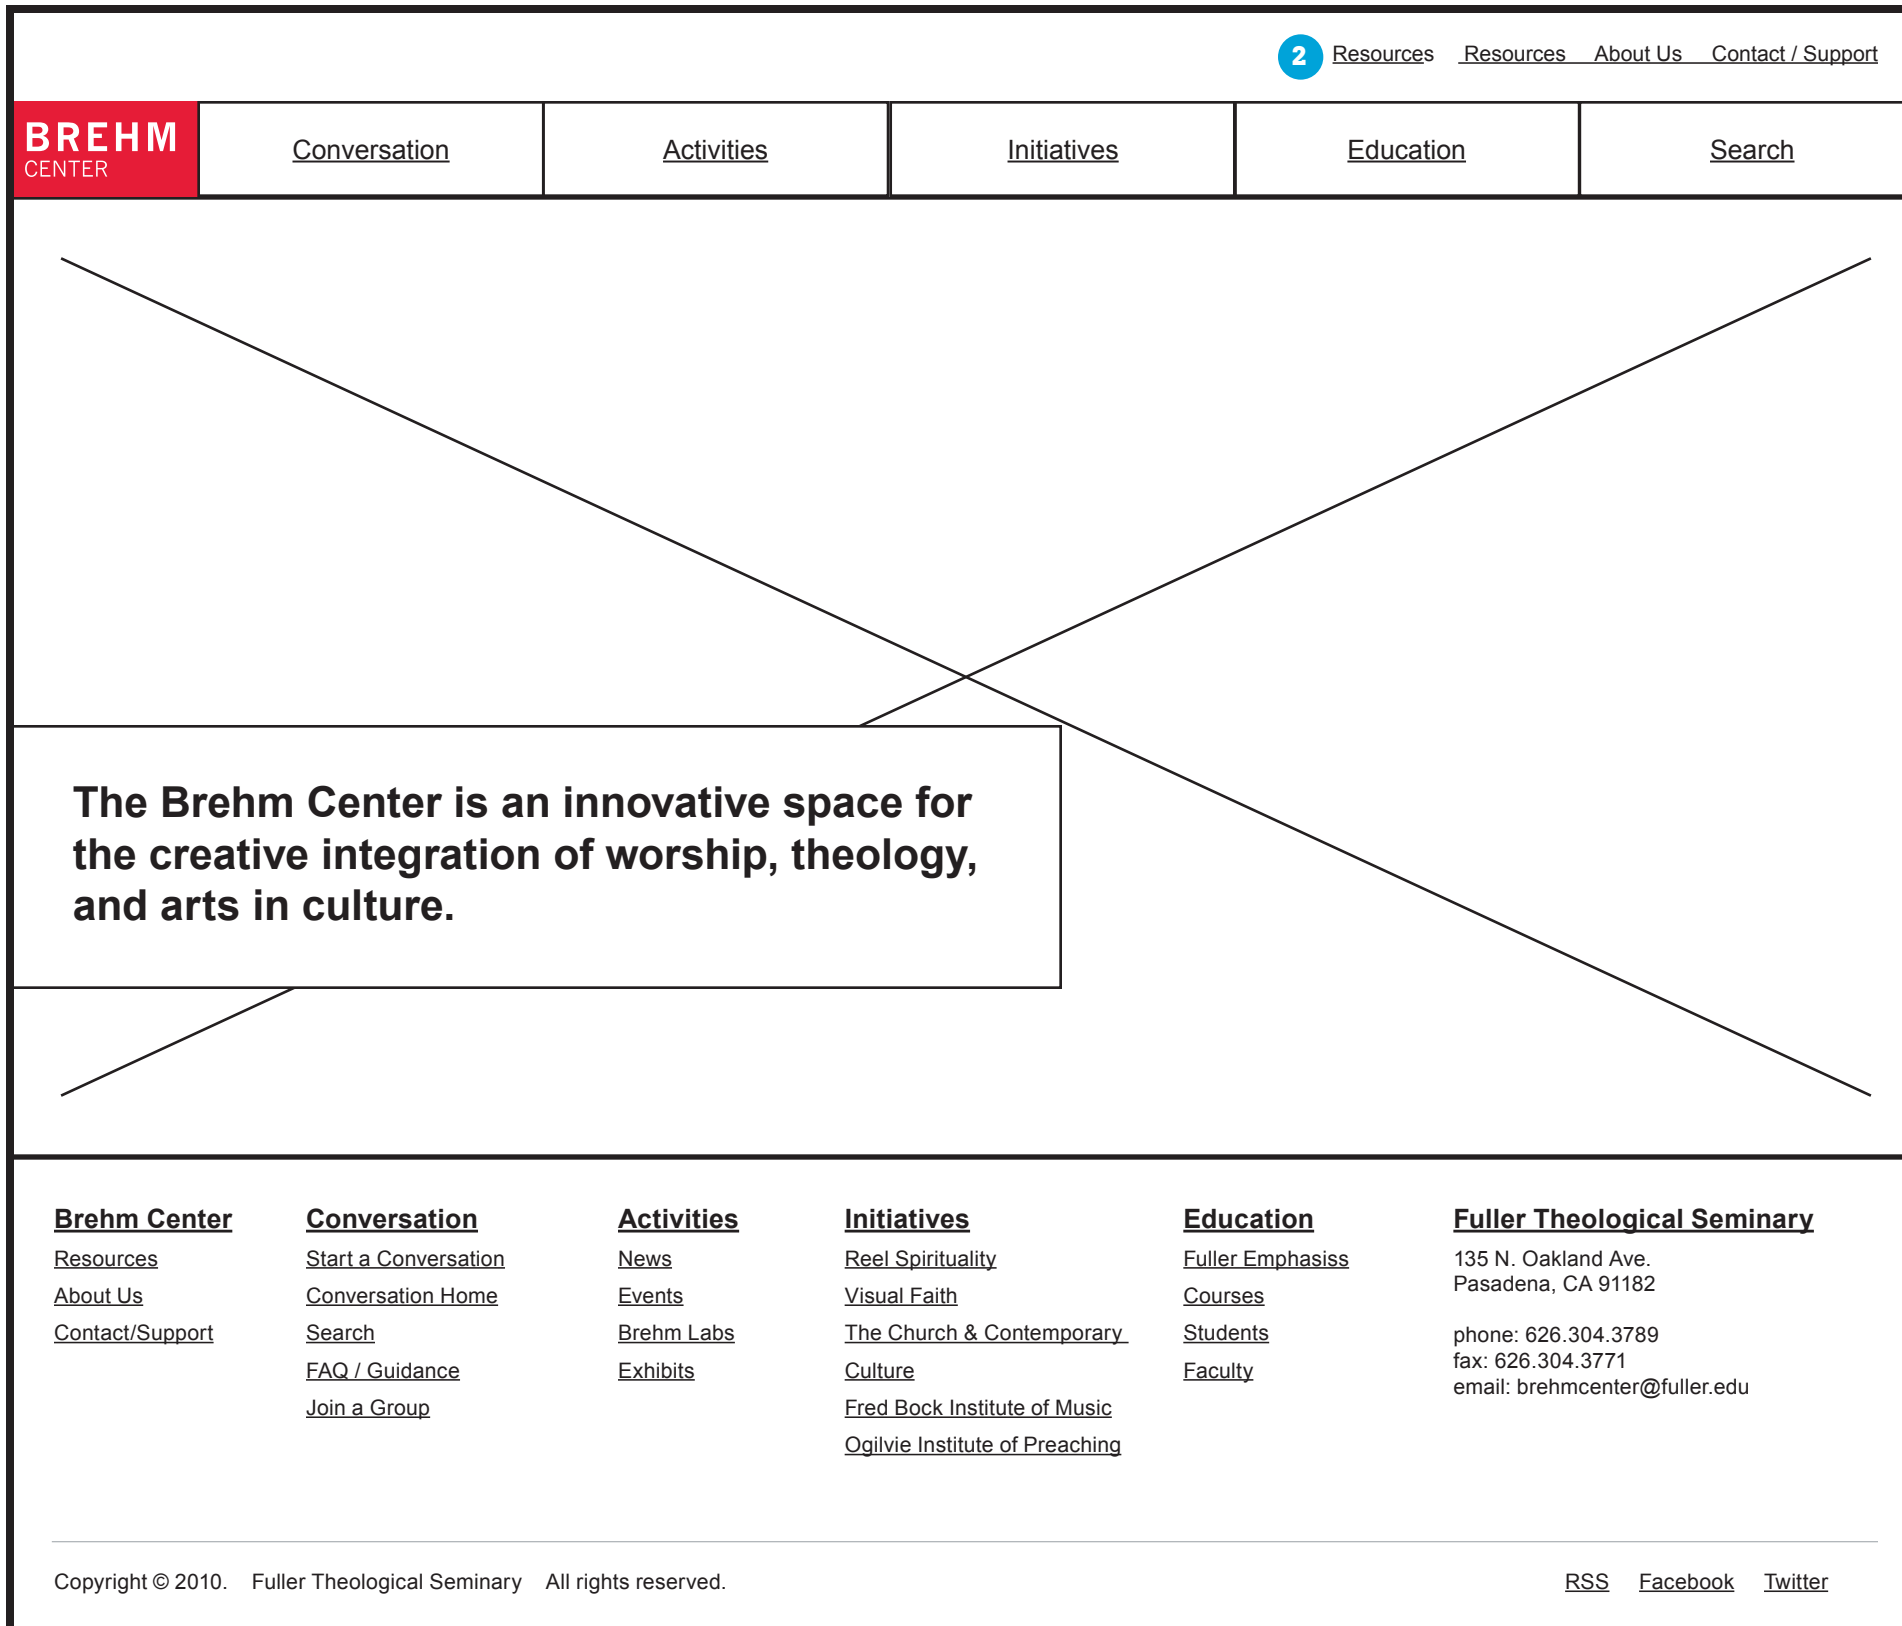 2 Resources Resources About Us Contact / Support
BREHM
CENTER
Conversation Activities Initiatives Education Search
The Brehm Center is an innovative space for
the creative integration of worship, theology,
and arts in culture.
Brehm Center
Resources
About Us
Contact/Support
Conversation
Start a Conversation
Conversation Home
Search
FAQ / Guidance
Join a Group
Activities
News
Events
Brehm Labs
Exhibits
Initiatives
Reel Spirituality
Visual Faith
The Church & Contemporary
Culture
Fred Bock Institute of Music
Ogilvie Institute of Preaching
Education
Fuller Emphasiss
Courses
Students
Faculty
Fuller Theological Seminary
135 N. Oakland Ave.
Pasadena, CA 91182
phone: 626.304.3789
fax: 626.304.3771
email: brehmcenter@fuller.edu
Copyright © 2010. Fuller Theological Seminary All rights reserved.
RSS Facebook Twitter